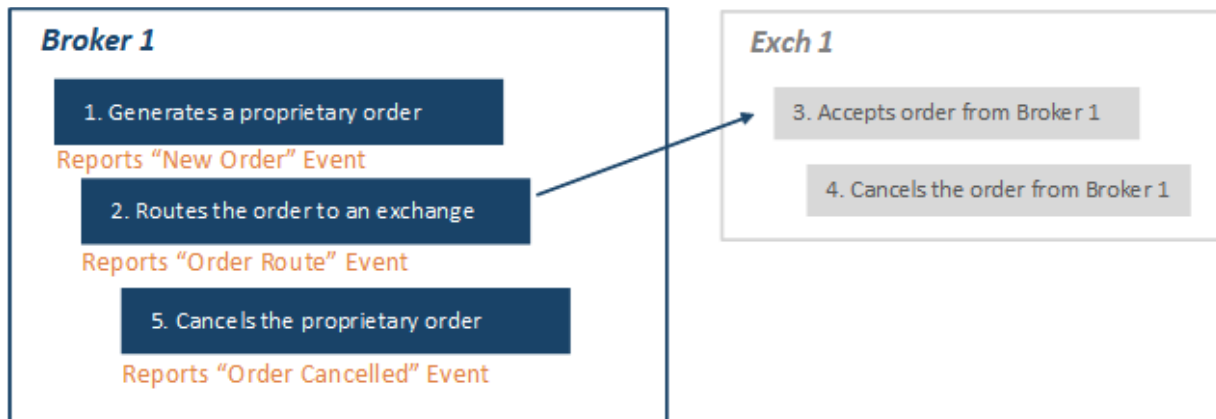 Broker 1
1. Generates a proprietary order
Reports “New Order” Event
2. Routes the order to an exchange
Reports “Order Route” Event
5. Cancels the proprietary order
Reports “Order Cancelled” Event
Exch 1
3. Accepts order from Broker 1
4. Cancels the order from Broker 1